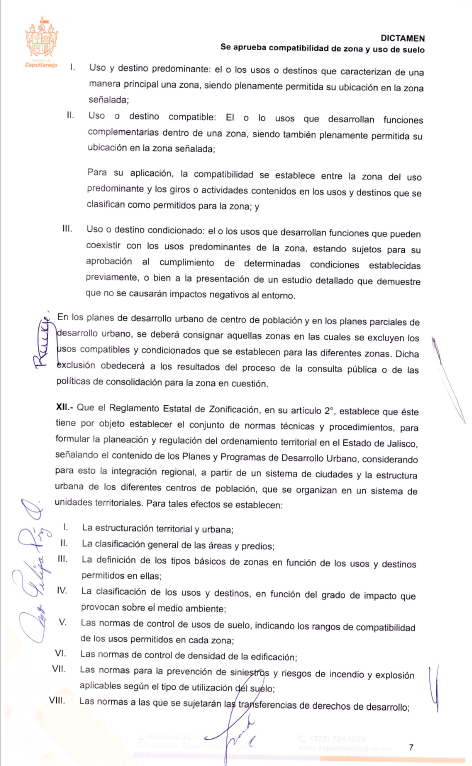 Zapotlanejo
DICTAMEN
Se aprueba compatibilidad de zona y uso de suelo
I. Uso y destino predominante: el o los usos o destinos que caracterizan de una
manera principal una zona, siendo plenamente permitida su ubicación en la zona
señalada;
II. Uso o destino compatible: El o lo usos que desarrollan funciones
complementarias dentro de una zona, siendo también plenamente permitida su
ubicación en la zona señalada;
Para su aplicación, la compatibilidad se establece entre la zona del uso
predominante y los giros o actividades contenidos en los usos y destinos que se
clasifican como permitidos para la zona; y
III. Uso o destino condicionado: el o los usos que desarrollan funciones que pueden
coexistir con los usos predominantes de la zona, estando sujetos para su
aprobación al cumplimiento de determinadas condiciones establecidas
previamente, o bien a la presentación de un estudio detallado que demuestre
que no se causarán impactos negativos al entorno.
En los planes de desarrollo urbano de centro de población y en los planes parciales de
desarrollo urbano, se deberá consignar aquellas zonas en las cuales se excluyen los
usos compatibles y condicionados que se establecen para las diferentes zonas. Dicha
exclusión obedecerá a los resultados del proceso de la consulta pública o de las
políticas de consolidación para la zona en cuestión.
XII.- Que el Reglamento Estatal de Zonificación, en su artículo 2°, establece que éste
tiene por objeto establecer el conjunto de normas técnicas y procedimientos, para
formular la planeación y regulación del ordenamiento territorial en el Estado de Jalisco,
señalando el contenido de los Planes y Programas de Desarrollo Urbano, considerando
para esto la integración regional, a partir de un sistema de ciudades y la estructura
urbana de los diferentes centros de población, que se organizan en un sistema de
unidades territoriales. Para tales efectos se establecen:
I. La estructuración territorial y urbana;
II. La clasificación general de las áreas y predios;
III. La definición de los tipos básicos de zonas en función de los usos y destinos
permitidos en ellas;
IV. La clasificación de los usos y destinos, en función del grado de impacto que
provocan sobre el medio ambiente;
V. Las normas de control de usos de suelo, indicando los rangos de compatibilidad
de los usos permitidos en cada zona;
VI. Las normas de control de densidad de la edificación;
VII. Las normas para la prevención de siniestros y riesgos de incendio y explosión
aplicables según el tipo de utilización del suelo;
VIII. Las normas a las que se sujetarán las transferencias de derechos de desarrollo;
7